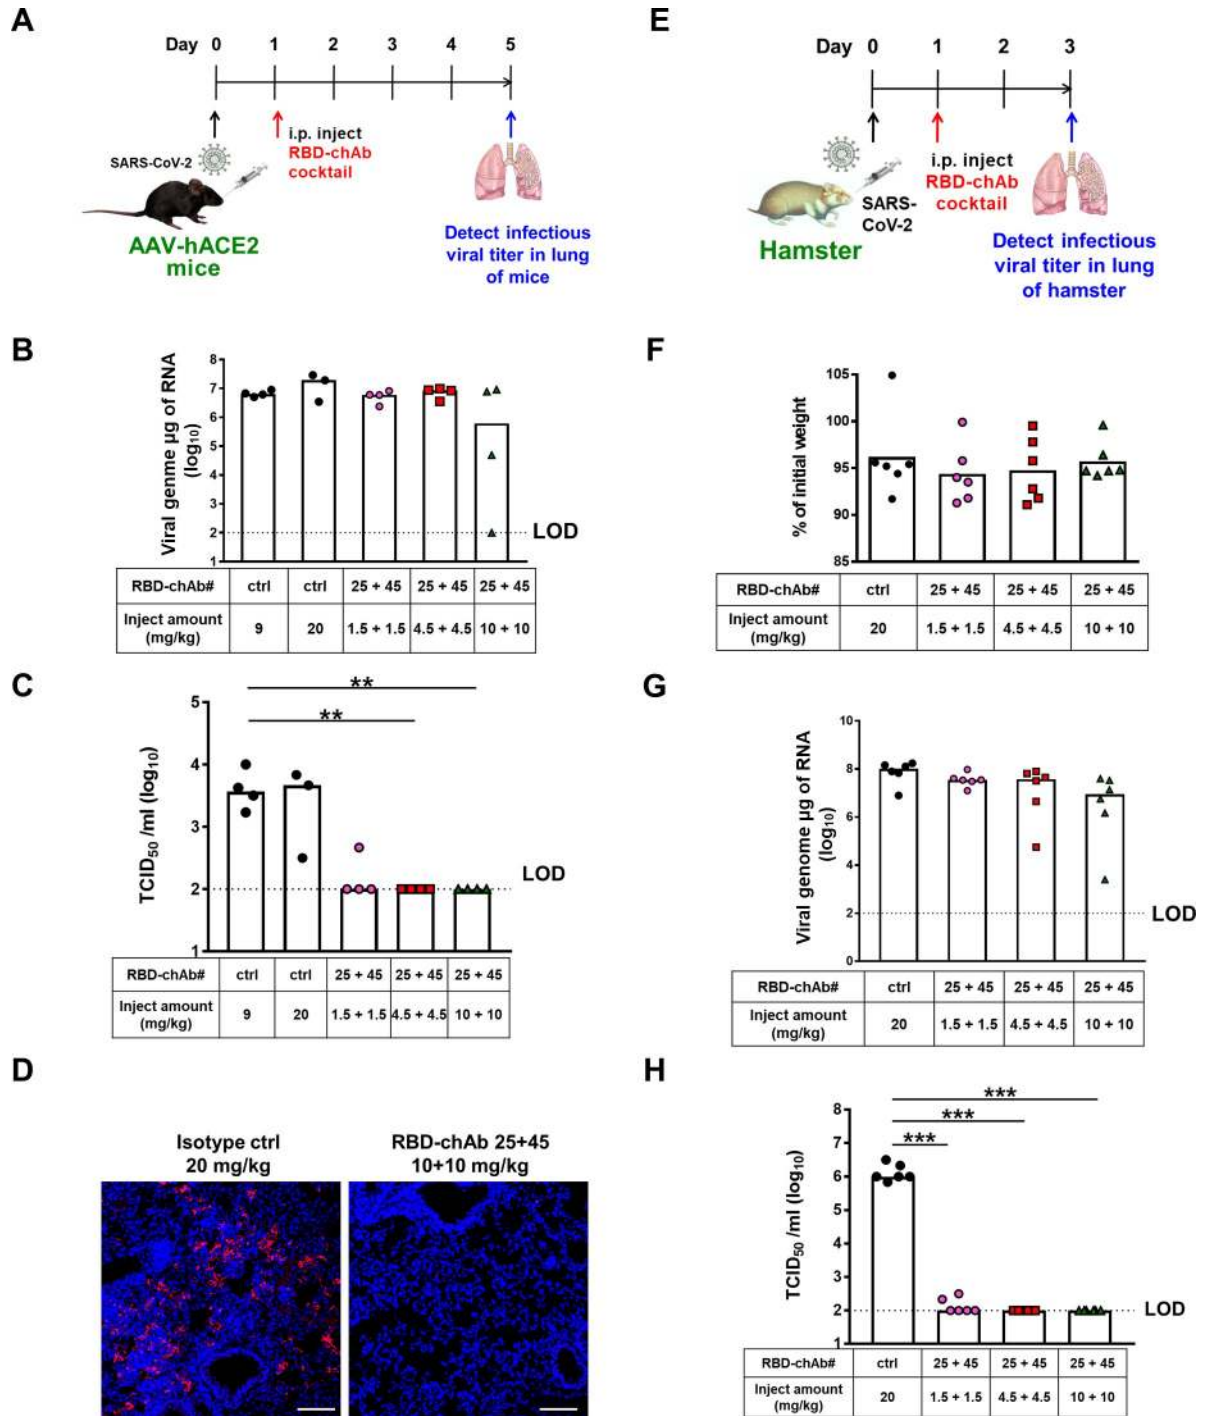 A
Day 0 1 2 3 4 5
SARS-CoV-2
i.p. inject
RBD-chAb
cocktail
AAV-hACE2
mice
Detect infectious
viral titer in lung
of mice
E
Day 0 1 2 3
SARS-
CoV-2
i.p. inject
RBD-chAb
cocktail
Hamster
Detect infectious
viral titer in lung
of hamster
B
Viral genme µg of RNA
(log10)
8
7
6
5
4
3
2
1
LOD
RBD-chAb# ctrl ctrl 25 + 45 25 + 45 25 + 45
Inject amount
(mg/kg) 9 20 1.5 + 1.5 4.5 + 4.5 10 + 10
F
% of initial weight
105
100
95
90
85
RBD-chAb# ctrl 25 + 45 25 + 45 25 + 45
Inject amount
(mg/kg) 20 1.5 + 1.5 4.5 + 4.5 10 + 10
C
**
**
TCID50 /ml (log10)
5
4
3
2
1
LOD
RBD-chAb# ctrl ctrl 25 + 45 25 + 45 25 + 45
Inject amount
(mg/kg) 9 20 1.5 + 1.5 4.5 + 4.5 10 + 10
G
Viral genome µg of RNA
(log10)
10
8
6
4
2
0
LOD
RBD-chAb# ctrl 25 + 45 25 + 45 25 + 45
Inject amount
(mg/kg) 20 1.5 + 1.5 4.5 + 4.5 10 + 10
D
Isotype ctrl
20 mg/kg
RBD-chAb 25+45
10+10 mg/kg
H
***
***
***
TCID50 /ml (log10)
8
7
6
5
4
3
2
1
LOD
RBD-chAb# ctrl 25 + 45 25 + 45 25 + 45
Inject amount
(mg/kg) 20 1.5 + 1.5 4.5 + 4.5 10 + 10